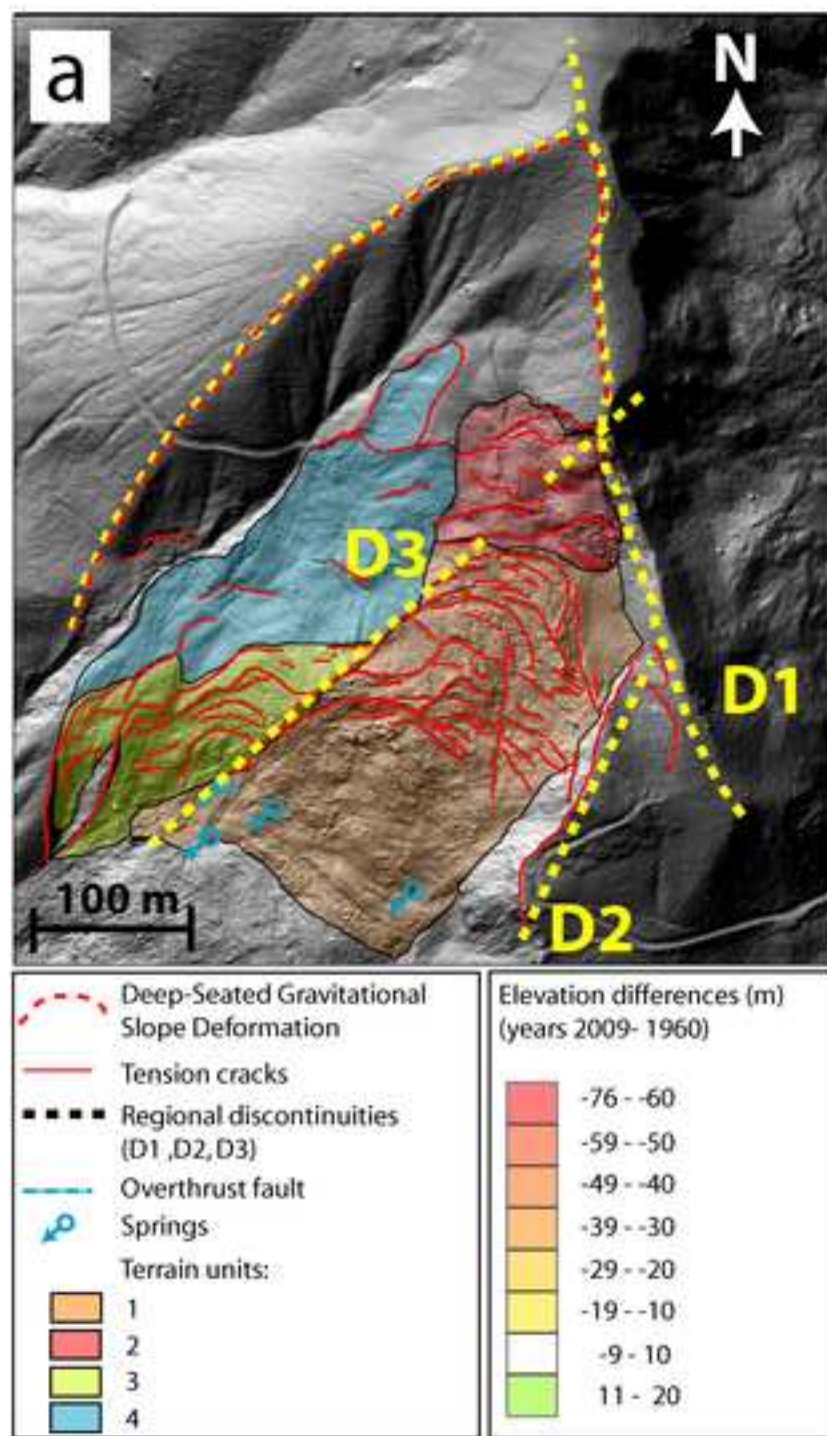 a
N
D3
D1
D2
100 m
Deep-Seated Gravitational
Slope Deformation
Tension cracks
Regional discontinuities
(D1 ,D2, D3)
Overthrust fault
Springs
Terrain units:
1
2
3
4
Elevation differences (m)
(years 2009- 1960)
-76 - -60
-59 - -50
-49 - -40
-39 - -30
-29 - -20
-19 - -10
-9 - 10
11 - 20